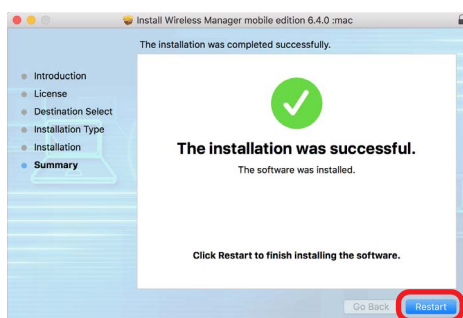 Install Wireless Manager mobile edition 6.4.0 :mac
The installation was completed successfully.
Introduction
License
Destination Select
Installation Type
Installation
Summary
The installation was successful.
The software was installed.
Click Restart to finish installing the software.
Go Back
Restart